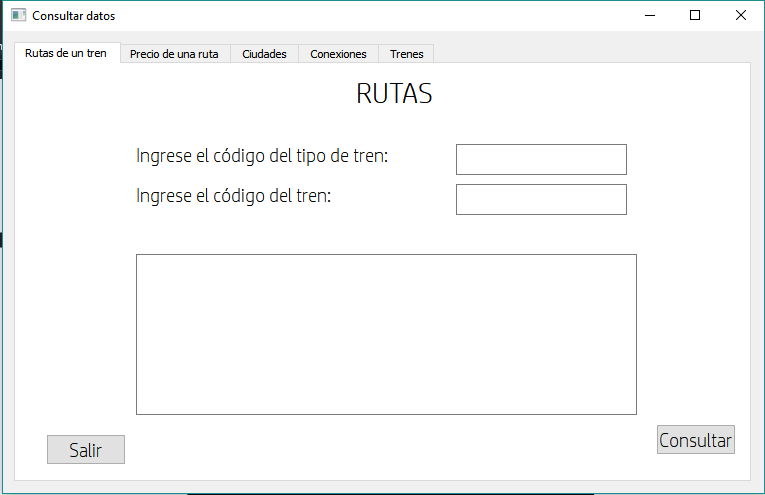 Consultar datos
Rutas de un tren Precio de una ruta Ciudades Conexiones Trenes
RUTAS
Ingrese el código del tipo de tren:
Ingrese el código del tren:
Consultar
Salir